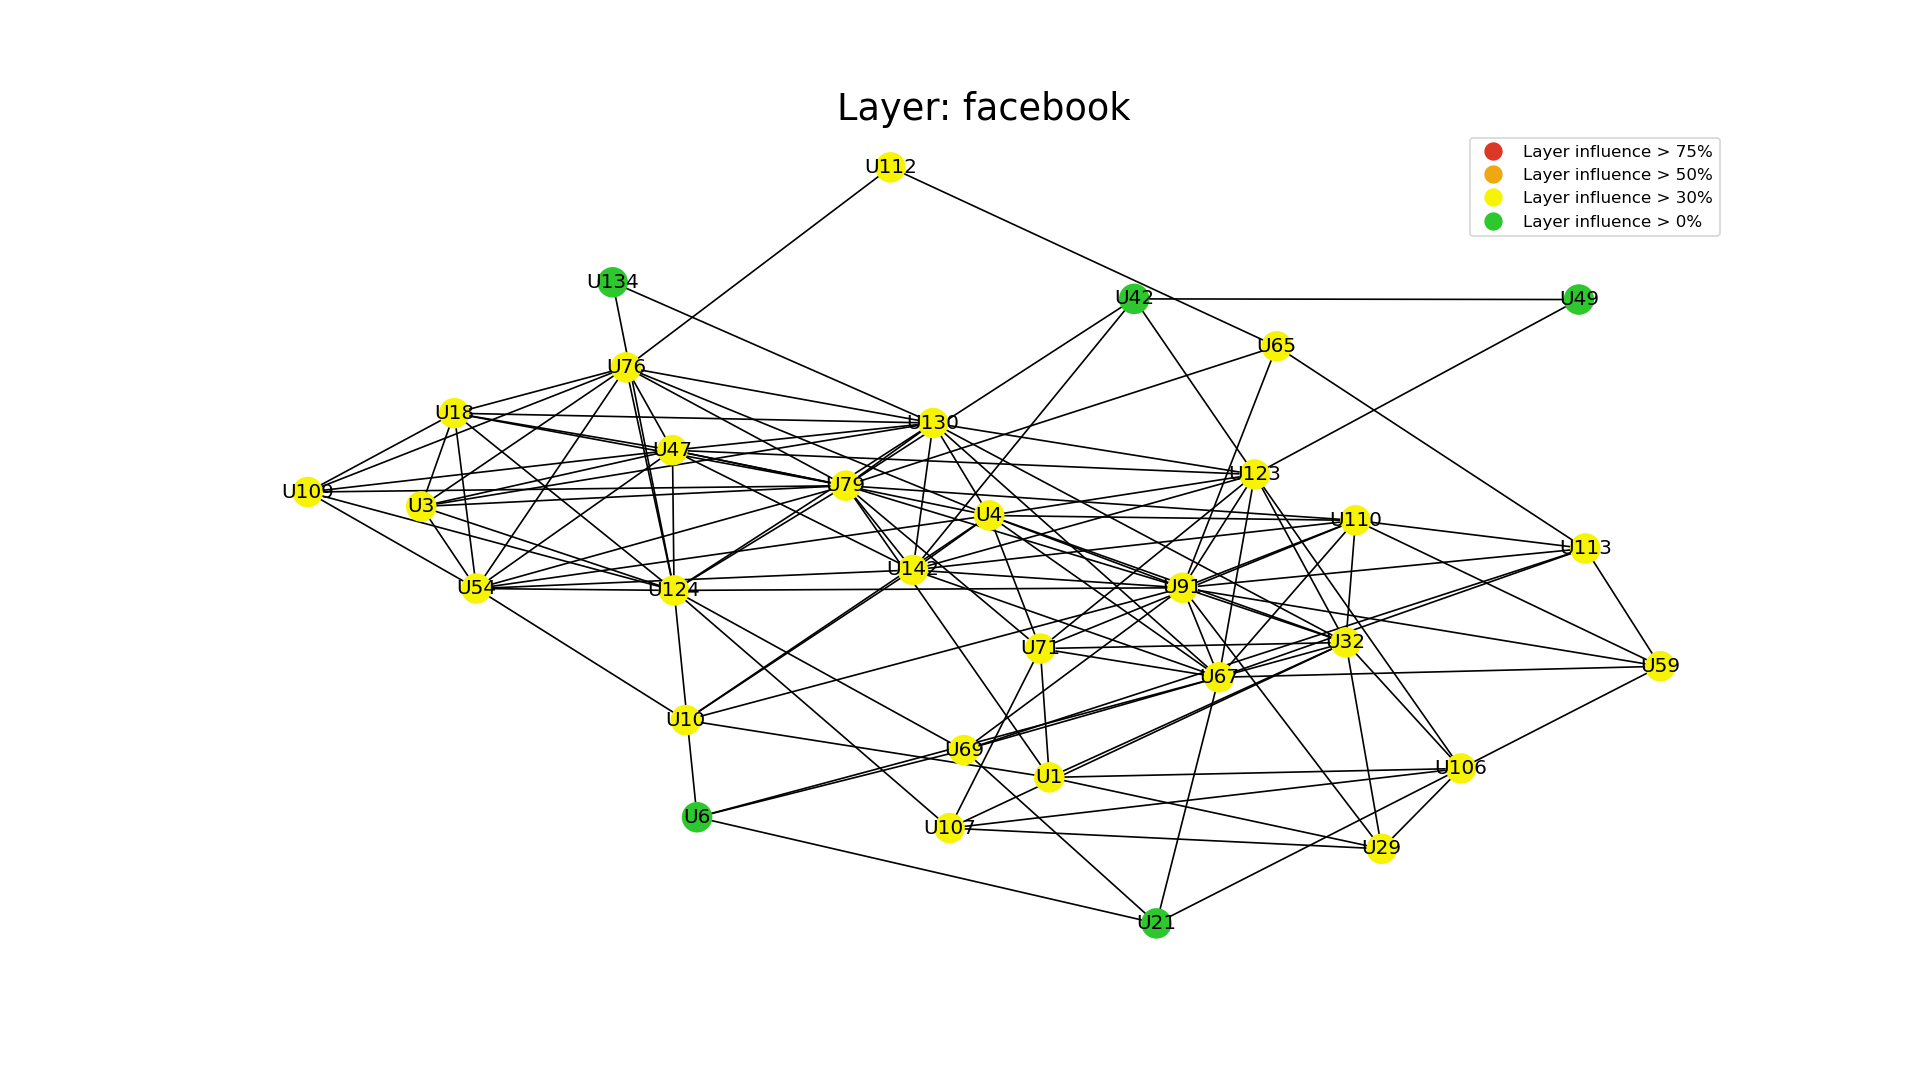 Layer: facebook
Layer influence > 75%
Layer influence > 50%
Layer influence > 30%
Layer influence > 0%
U112
U134
U42
U49
U65
U76
U18
U130
U47
U123
U79
U109
U3
U4
U110
U113
U142
U54
U124
U91
U32
U71
U59
U67
U10
U69
U106
U1
U6
U107
U29
U21